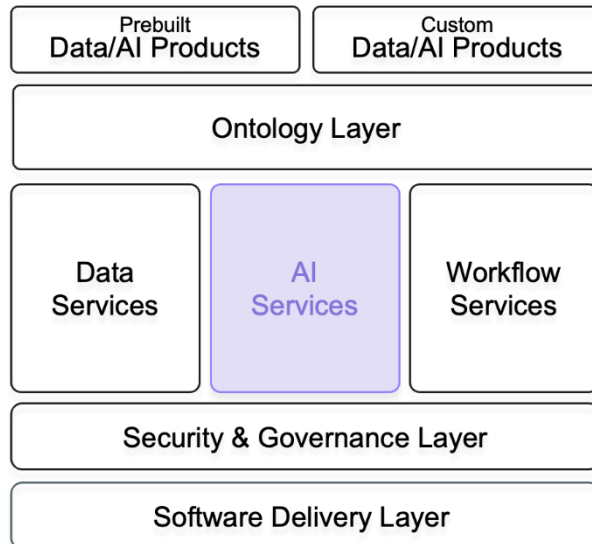 Prebuilt
Data/AI Products
Custom
Data/AI Products
Ontology Layer
Data
Services
AI
Services
Workflow
Services
Security & Governance Layer
Software Delivery Layer